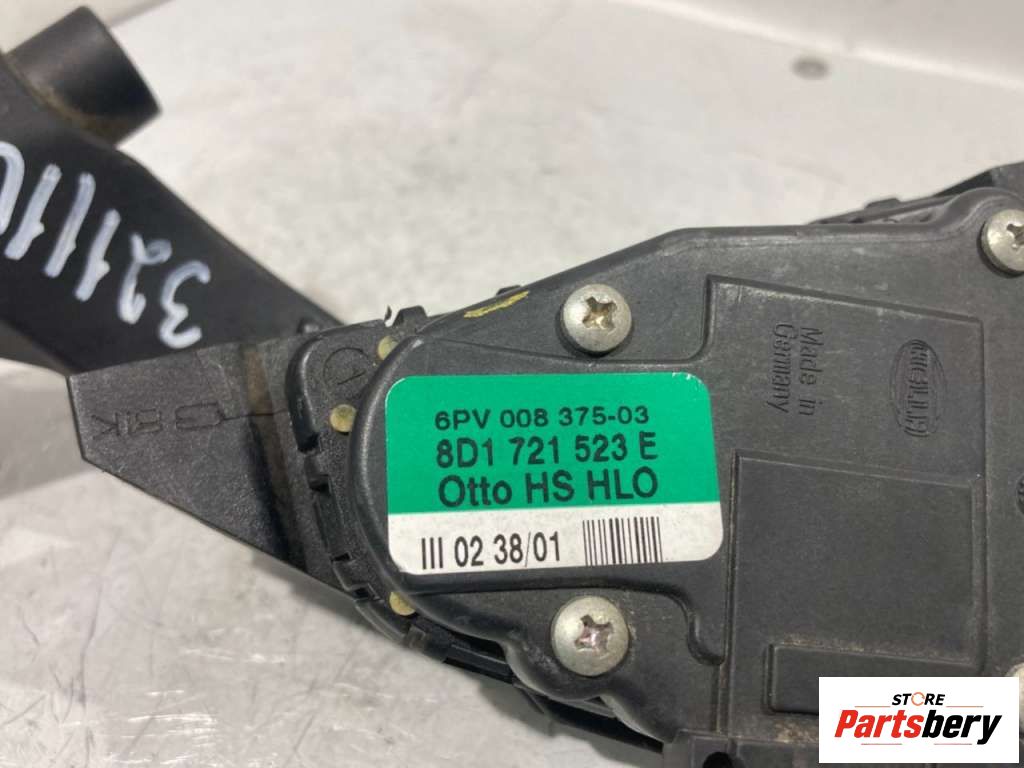 32111
Made in
Germany
HELLA
6PV 008 375-03
8D1 721 523 E
Otto HS HLO
III 02 38/01
STORE
Partsbery